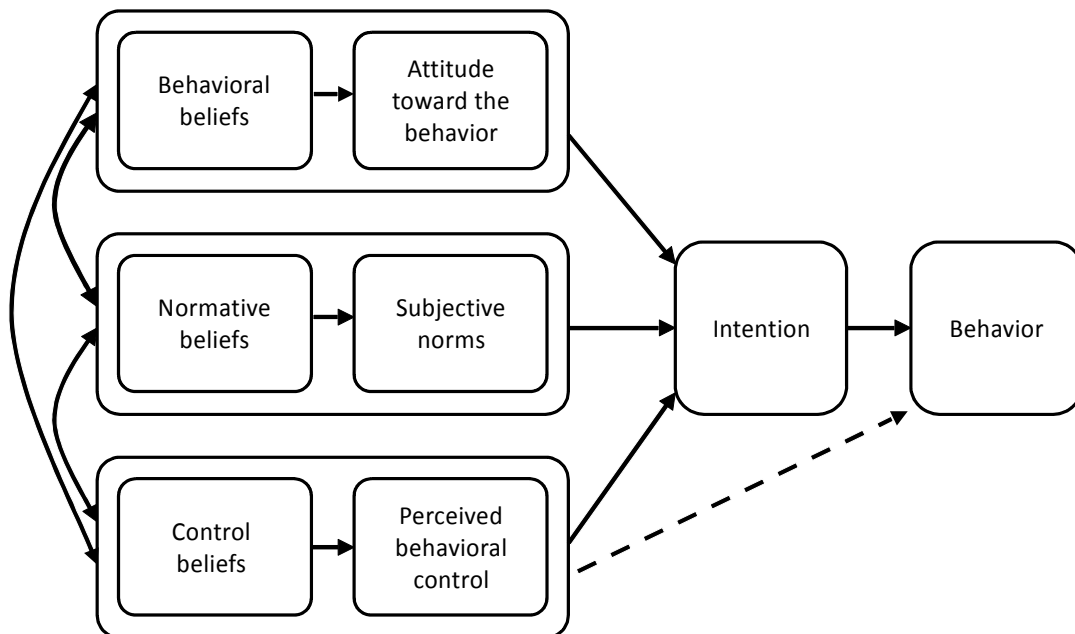 Behavioral
beliefs
Attitude
toward the
behavior
Normative
beliefs
Subjective
norms
Intention
Behavior
Control
beliefs
Perceived
behavioral
control